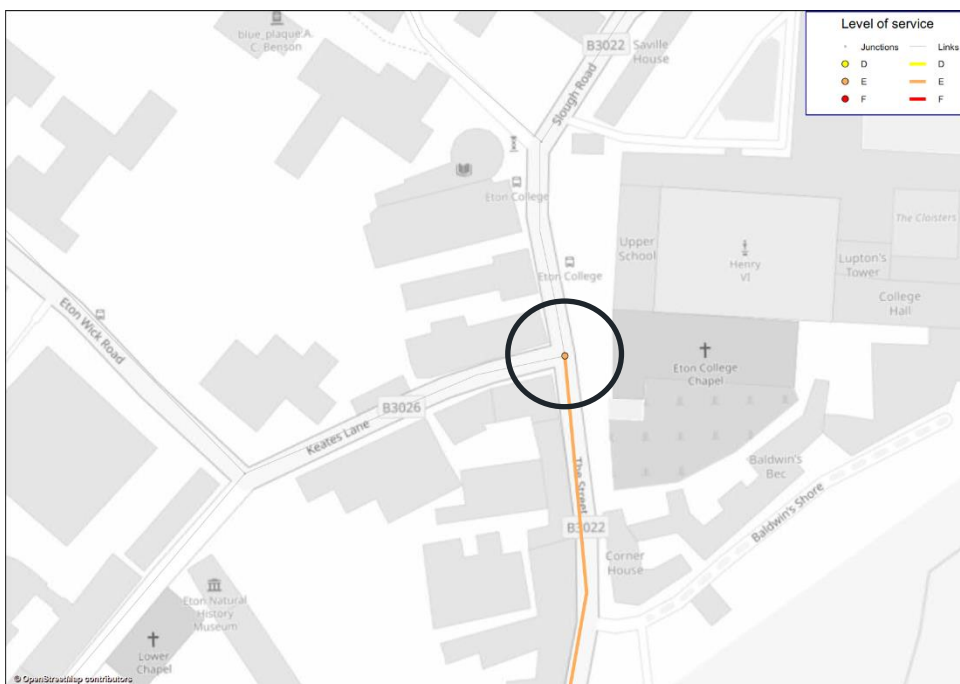 Level of service
Junctions Links
D D
E E
F F
blue_plaque.A.
C. Benson
B3022
Saville
House
Slough Road
Eton College
The Cloisters
Upper
School
Eton College
Henry
VI
Lupton's
Tower
College
Hall
Eton Wick Road
Eton College
Chapel
B3026
Keates Lane
Baldwin's
Bec
The Street
Baldwin's Shore
B3022
Corner
House
Eton Natural
History
Museum
Lower
Chapel
© OpenStreetMap contributors